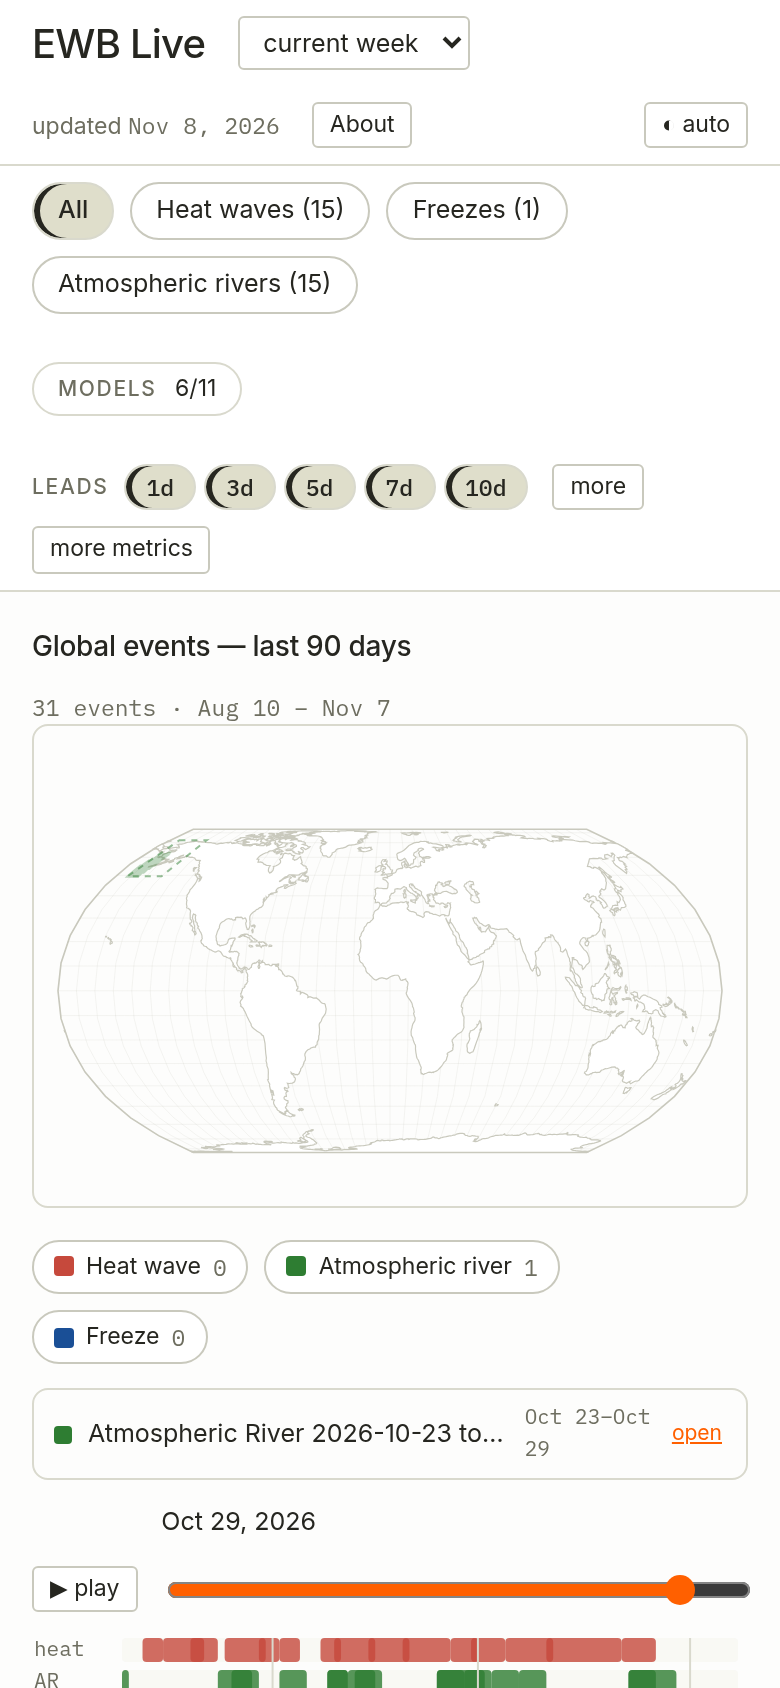 EWB Live current week
updated Nov 8, 2026 About auto
All Heat waves (15) Freezes (1)
Atmospheric rivers (15)
MODELS 6/11
LEADS 1d 3d 5d 7d 10d more
more metrics
Global events — last 90 days
31 events · Aug 10 – Nov 7
Heat wave 0 Atmospheric river 1
Freeze 0
Atmospheric River 2026-10-23 to... Oct 23–Oct 29 open
Oct 29, 2026
▶ play
heat
AR